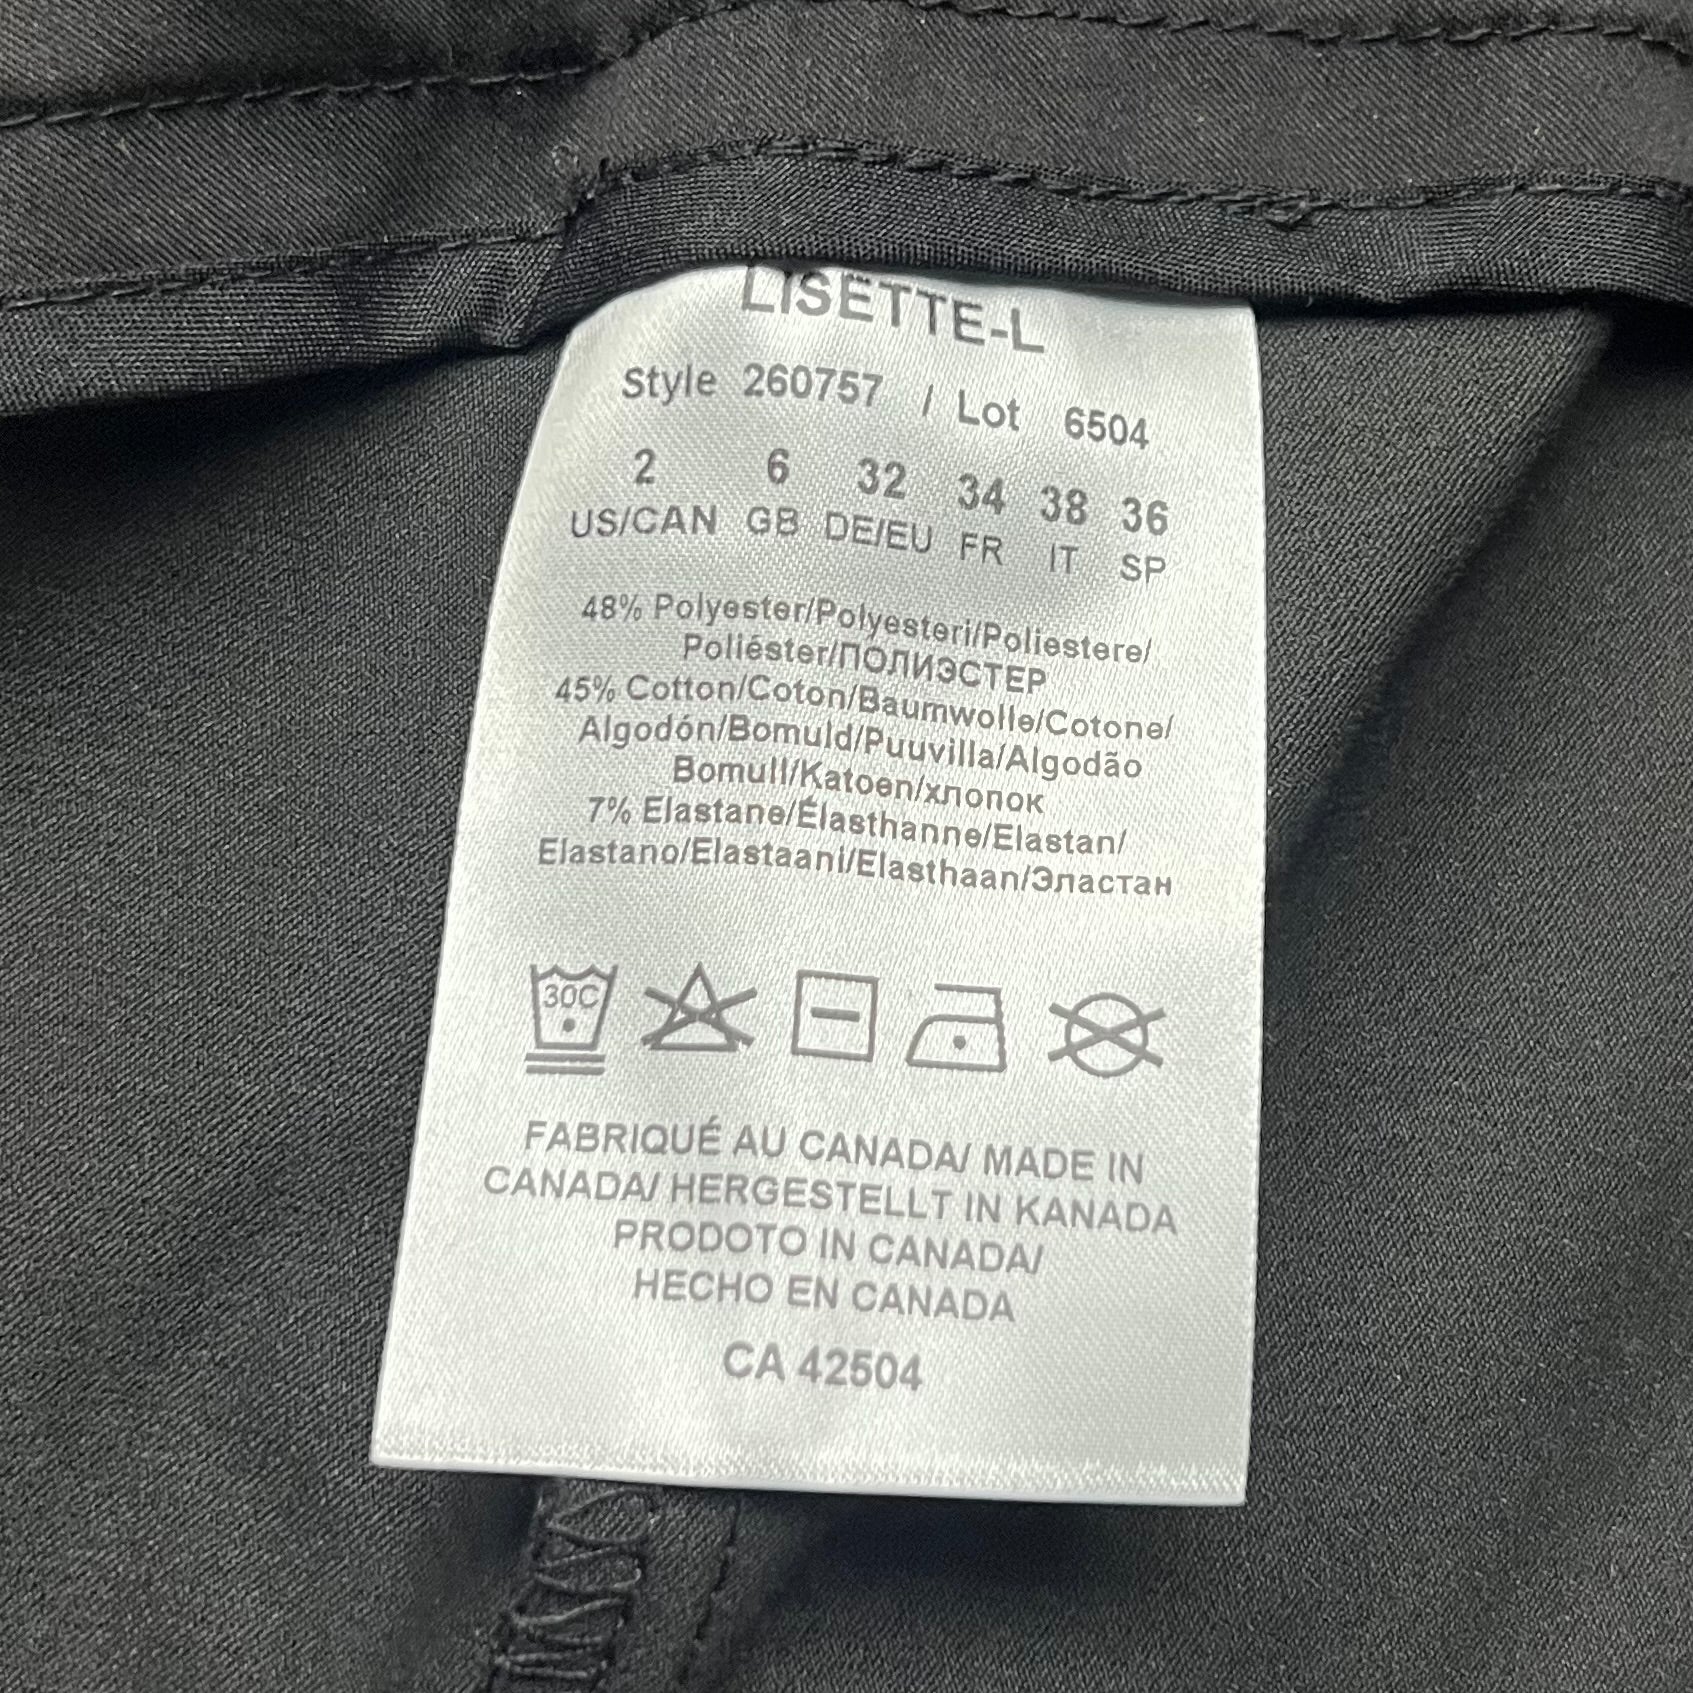 LISETTE-L
Style 260757 / Lot 6504
2 6 32 34 38 36
US/CAN GB DE/EU FR IT SP
48% Polyester/Polyesteri/Poliestere/
Poliéster/ПОЛИЭСТЕР
45% Cotton/Coton/Baumwolle/Cotone/
Algodón/Bomuld/Puuvilla/Algodão
Bomull/Katoen/хлопок
7% Elastane/Élasthanne/Elastan/
Elastano/Elastaani/Elasthaan/Эластан
30C
FABRIQUÉ AU CANADA/ MADE IN
CANADA/ HERGESTELLT IN KANADA
PRODOTO IN CANADA/
HECHO EN CANADA
CA 42504